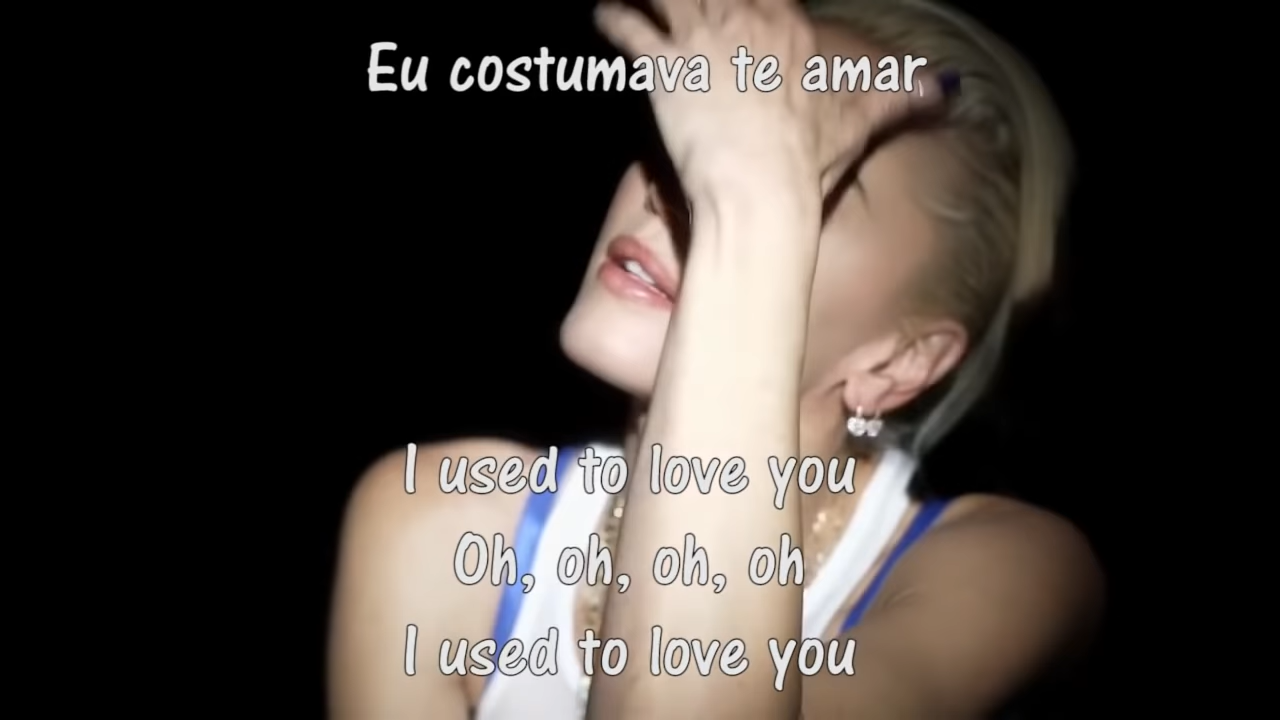 Eu costumava te amar
I used to love you
Oh, oh, oh, oh
I used to love you